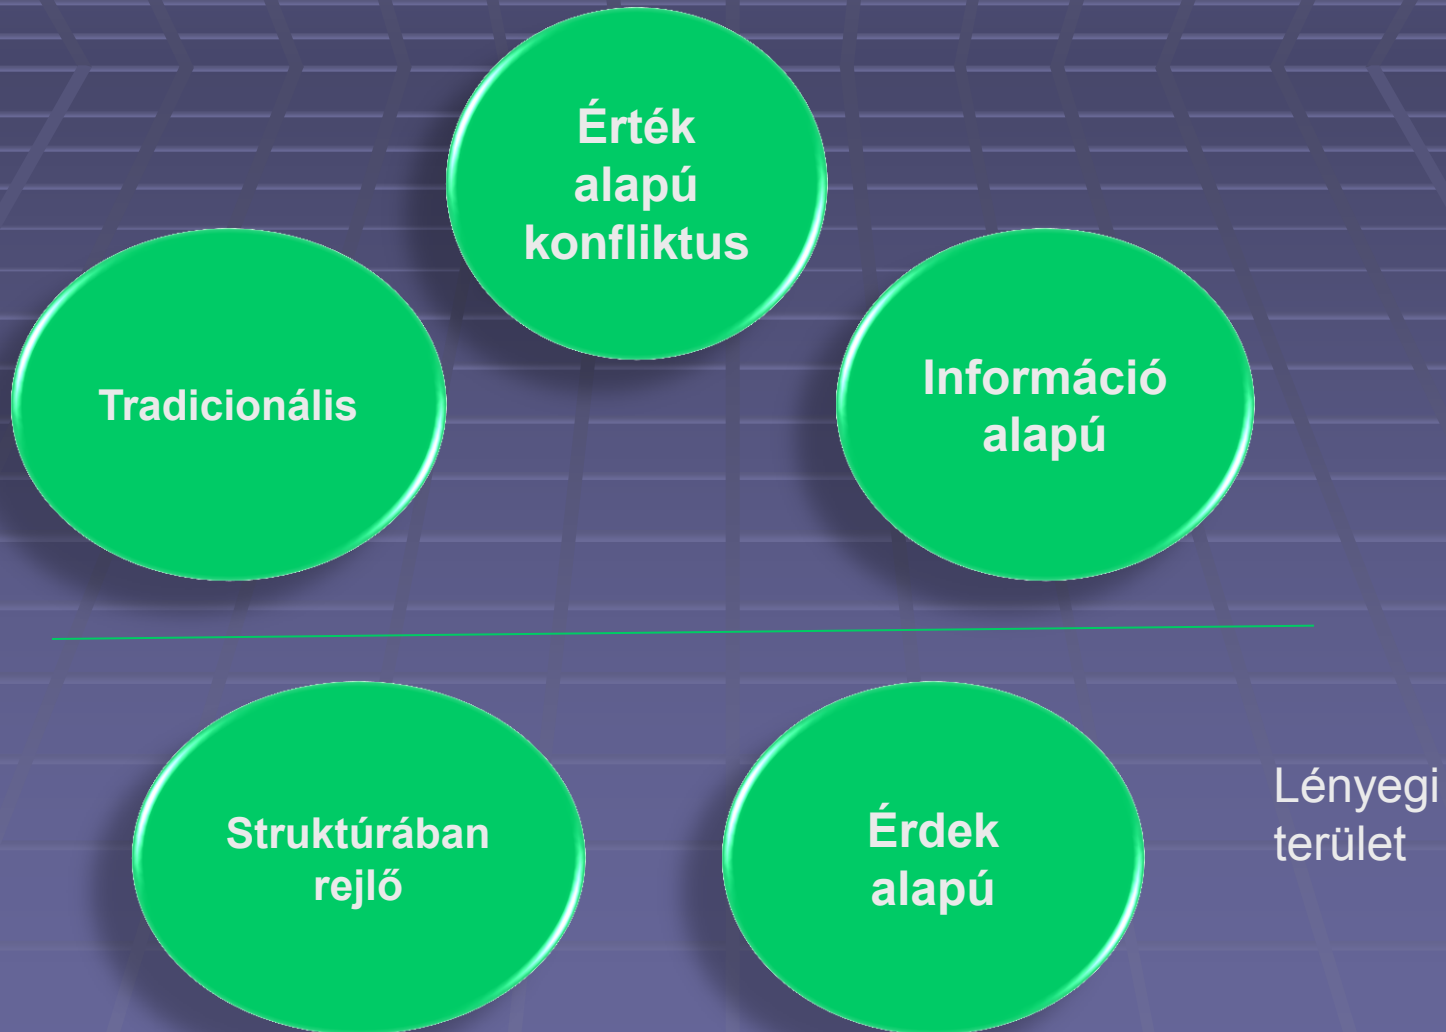 Érték
alapú
konfliktus
Tradicionális
Információ
alapú
Struktúrában
rejlő
Érdek
alapú
Lényegi
terület